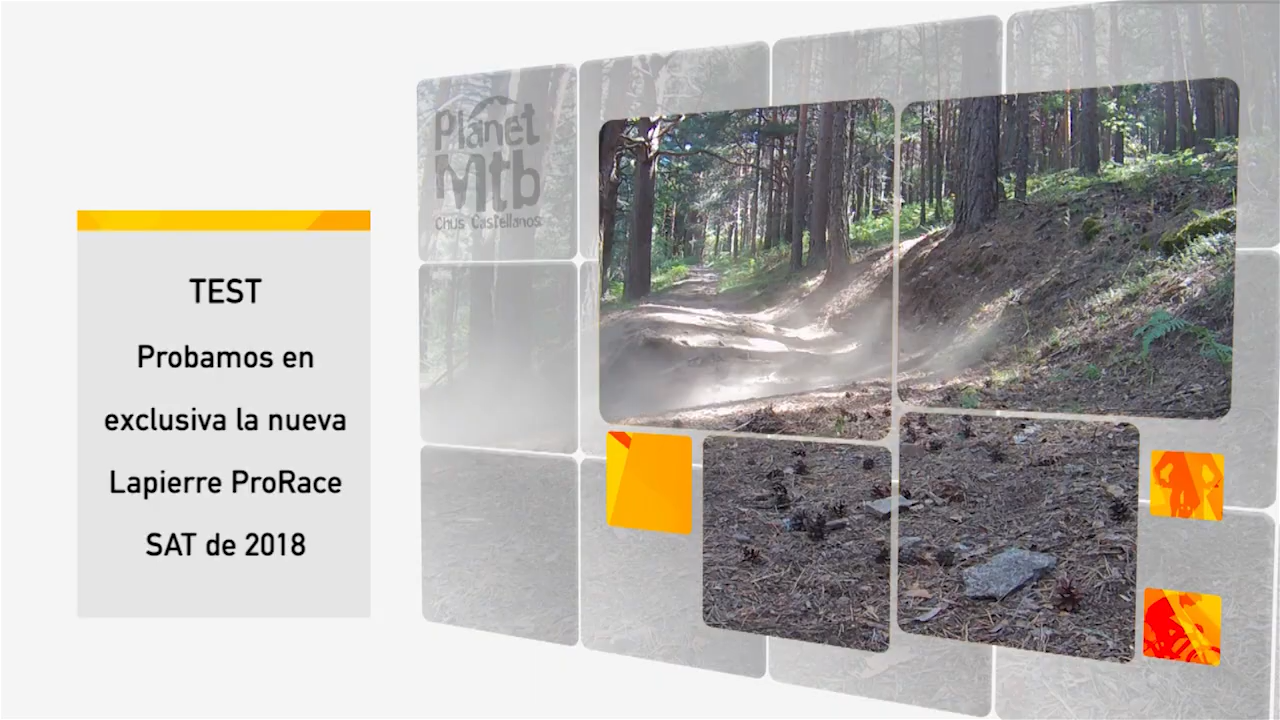 TEST
Probamos en
exclusiva la nueva
Lapierre ProRace
SAT de 2018
Planet
Mtb
Chus Castellanos